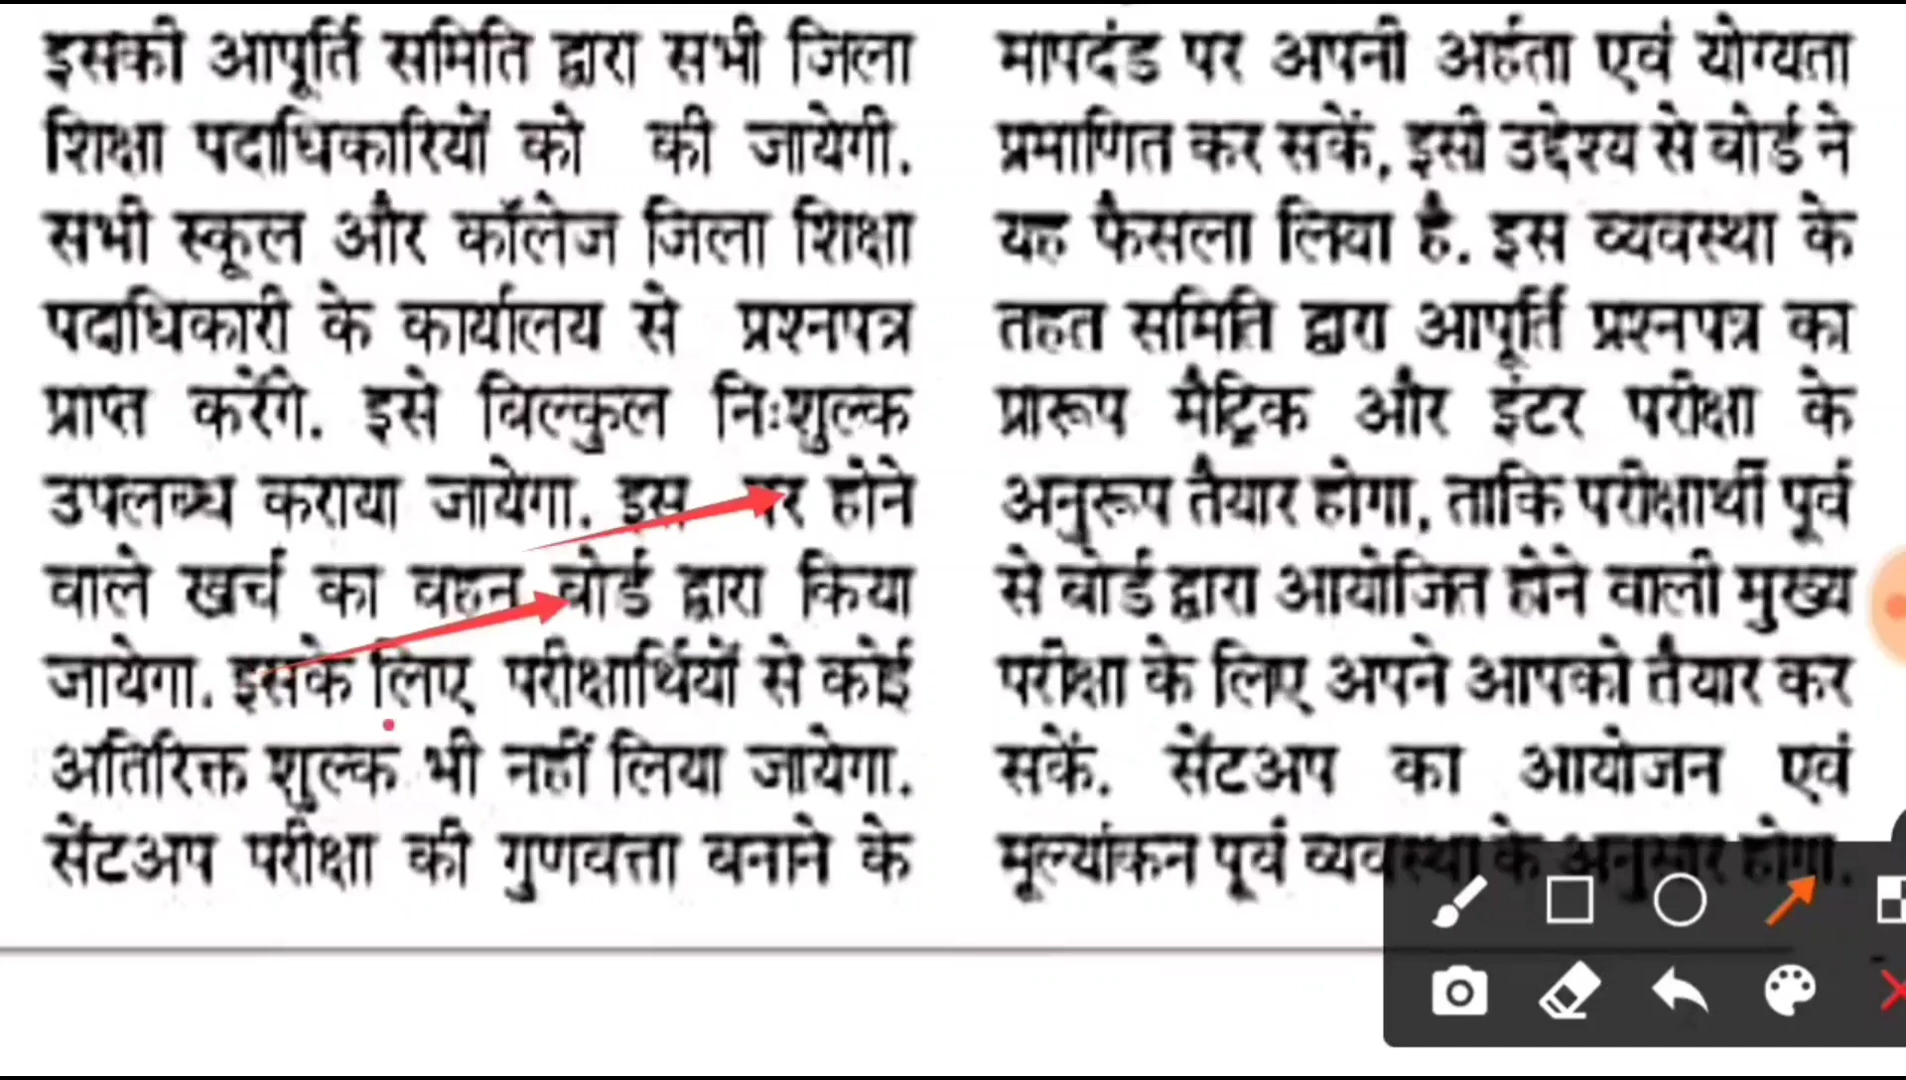 इसकी आपूर्ति समिति द्वारा सभी जिला
शिक्षा पदाधिकारियों को की जायेगी.
सभी स्कूल और कॉलेज जिला शिक्षा
पदाधिकारी के कार्यालय से प्रश्नपत्र
प्राप्त करेंगे. इसे बिल्कुल निःशुल्क
उपलब्ध कराया जायेगा. इस पर होने
वाले खर्च का वहन बोर्ड द्वारा किया
जायेगा. इसके लिए परीक्षार्थियों से कोई
अतिरिक्त शुल्क भी नहीं लिया जायेगा.
सेंटअप परीक्षा की गुणवत्ता बनाने के
मापदंड पर अपनी अर्हता एवं योग्यता
प्रमाणित कर सकें, इसी उद्देश्य से बोर्ड ने
यह फैसला लिया है. इस व्यवस्था के
तहत समिति द्वारा आपूर्ति प्रश्नपत्र का
प्रारूप मैट्रिक और इंटर परीक्षा के
अनुरूप तैयार होगा, ताकि परीक्षार्थी पूर्व
से बोर्ड द्वारा आयोजित होने वाली मुख्य
परीक्षा के लिए अपने आपको तैयार कर
सकें. सेंटअप का आयोजन एवं
मूल्यांकन पूर्व व्यवस्था के अनुसार होगा.